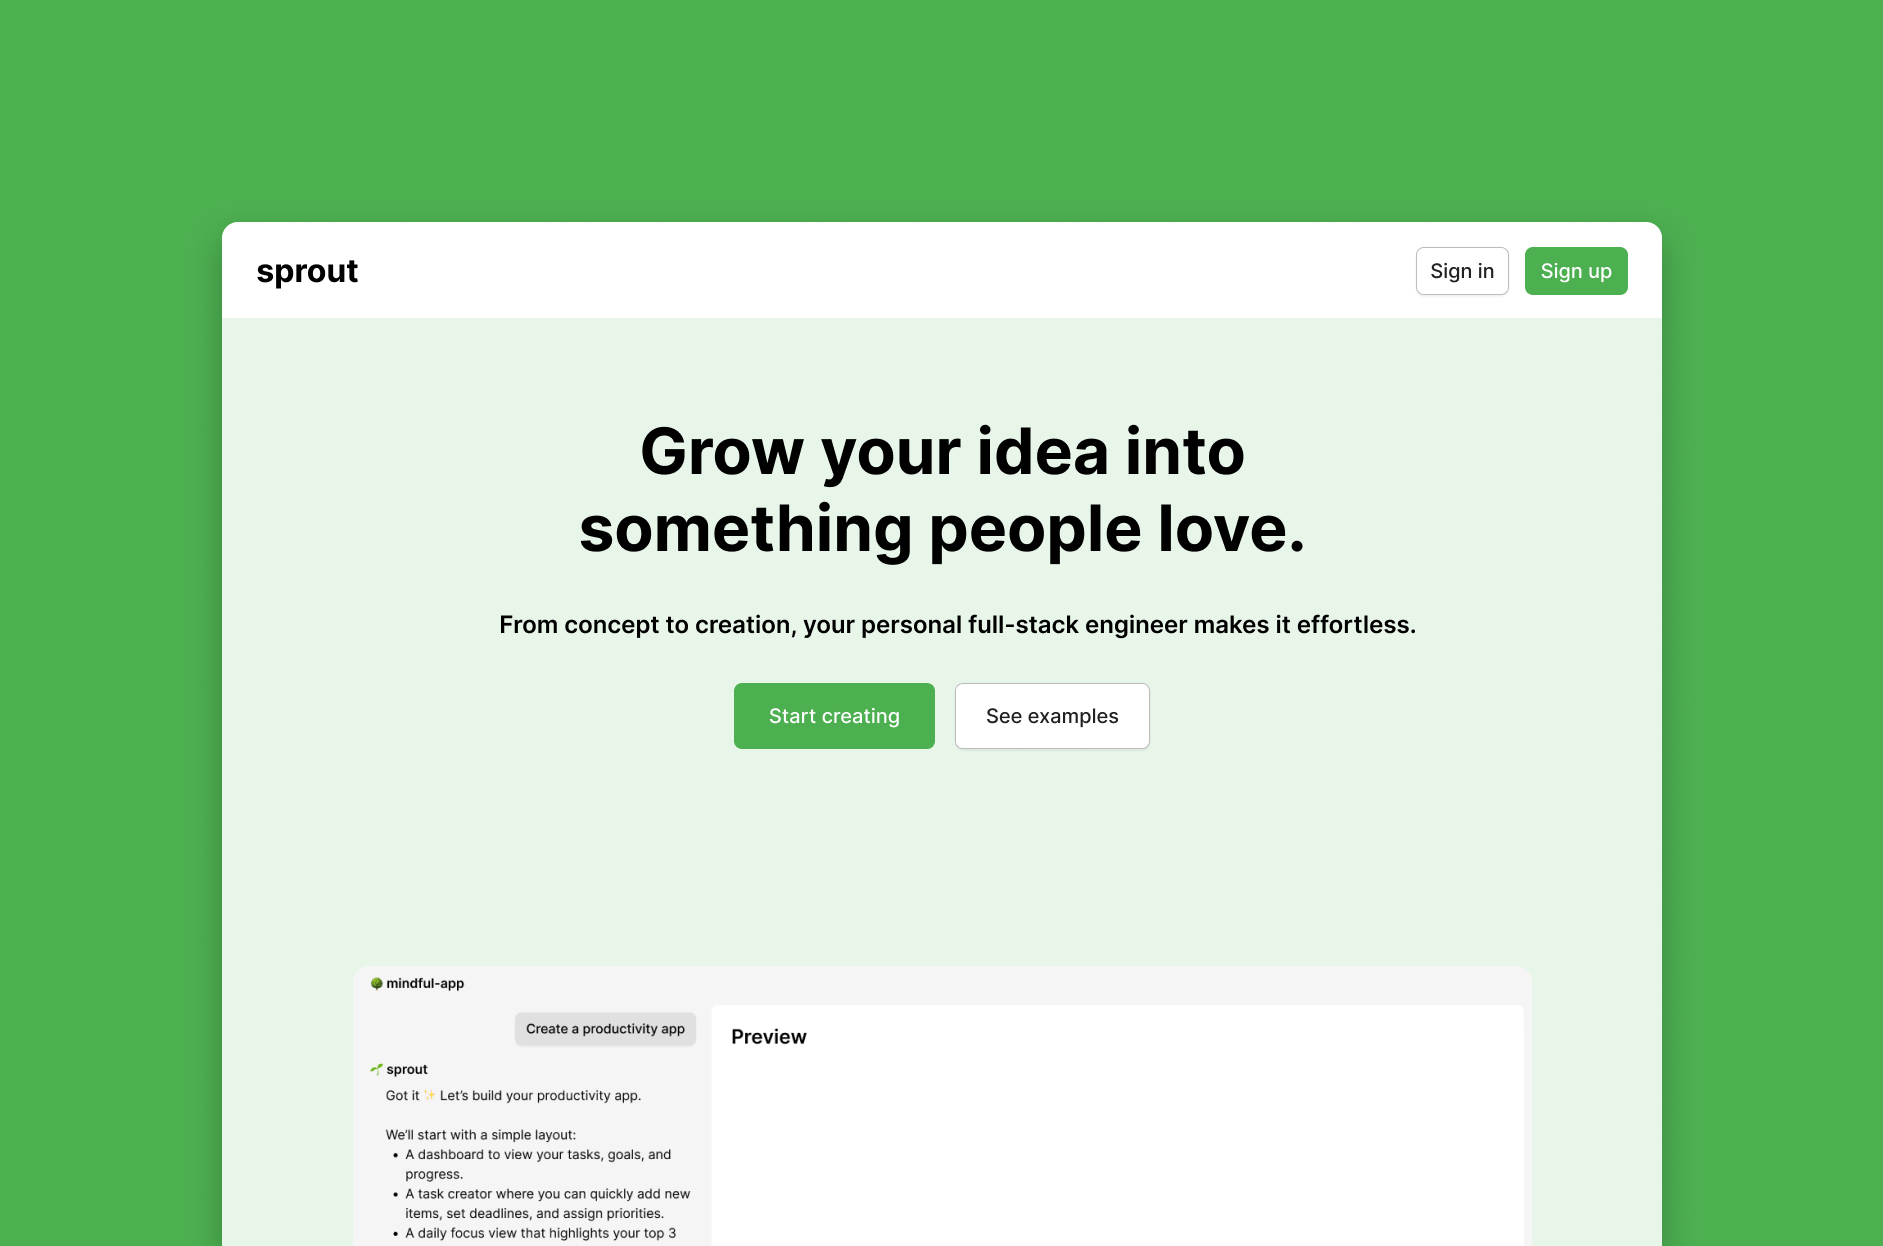 sprout
Sign in
Sign up
Grow your idea into
something people love.
From concept to creation, your personal full-stack engineer makes it effortless.
Start creating
See examples
mindful-app
Create a productivity app
sprout
Got it ✨ Let’s build your productivity app.
We’ll start with a simple layout:
• A dashboard to view your tasks, goals, and
progress.
• A task creator where you can quickly add new
items, set deadlines, and assign priorities.
• A daily focus view that highlights your top 3
Preview